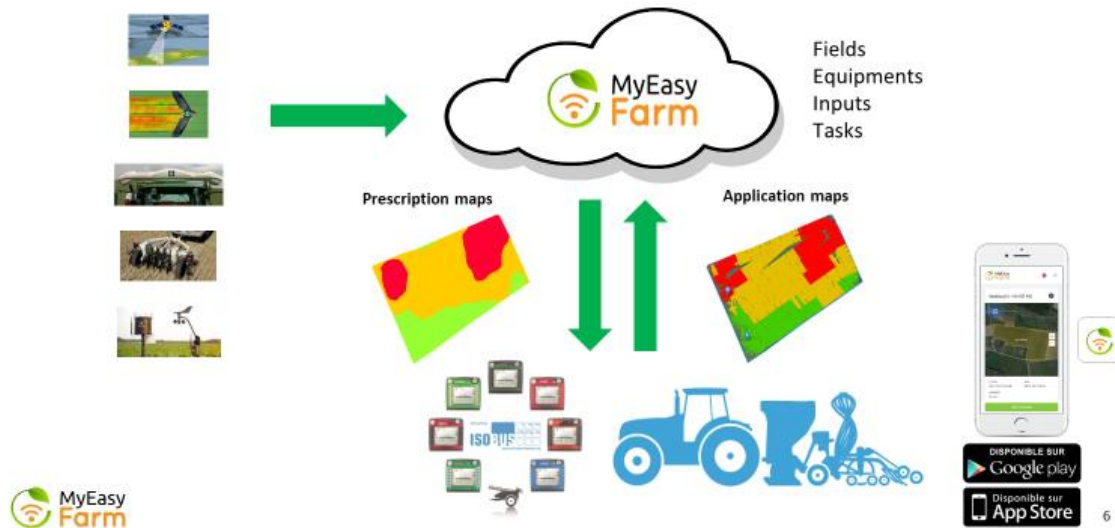 MyEasy
Farm
Fields
Equipments
Inputs
Tasks
Prescription maps
Application maps
ISOBUS
DISPONIBLE SUR
Google play
Disponible sur
App Store
MyEasy
Farm
6